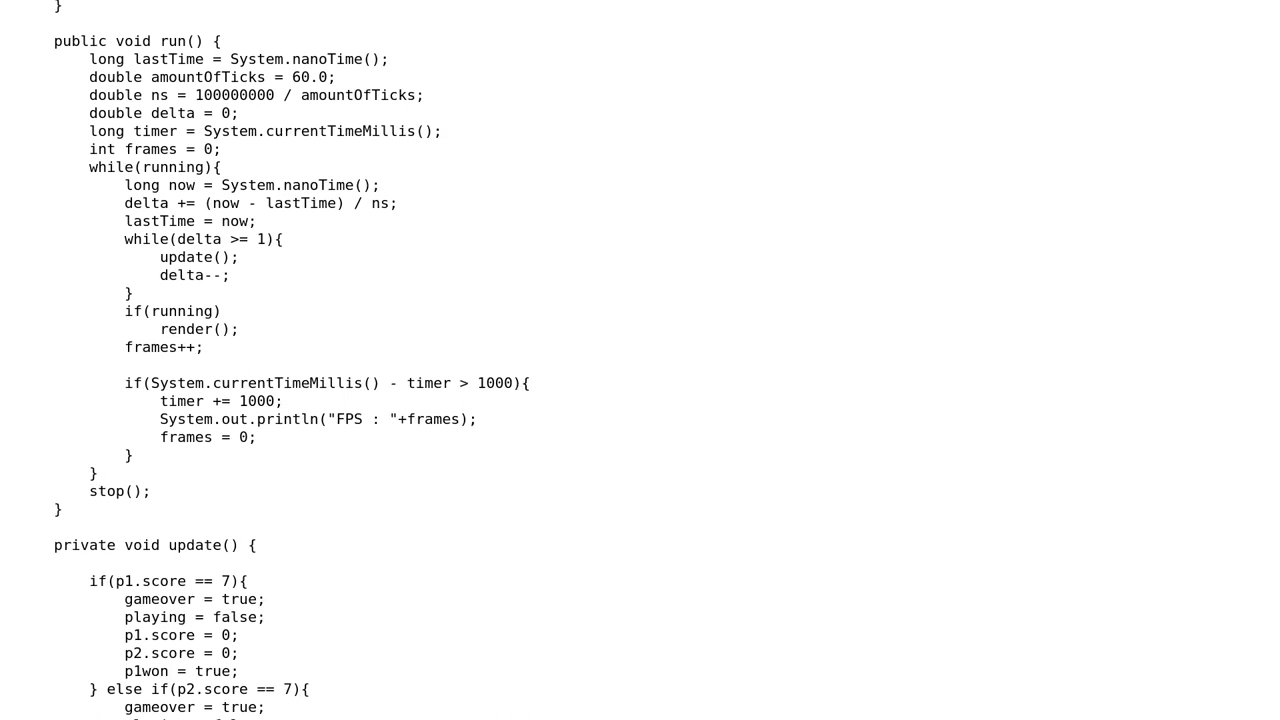 }
public void run() {
long lastTime = System.nanoTime();
double amountOfTicks = 60.0;
double ns = 100000000 / amountOfTicks;
double delta = 0;
long timer = System.currentTimeMillis();
int frames = 0;
while(running){
long now = System.nanoTime();
delta += (now - lastTime) / ns;
lastTime = now;
while(delta >= 1){
update();
delta--;
}
if(running)
render();
frames++;
if(System.currentTimeMillis() - timer > 1000){
timer += 1000;
System.out.println("FPS : "+frames);
frames = 0;
}
}
stop();
}
private void update() {
if(p1.score == 7){
gameover = true;
playing = false;
p1.score = 0;
p2.score = 0;
p1won = true;
} else if(p2.score == 7){
gameover = true;